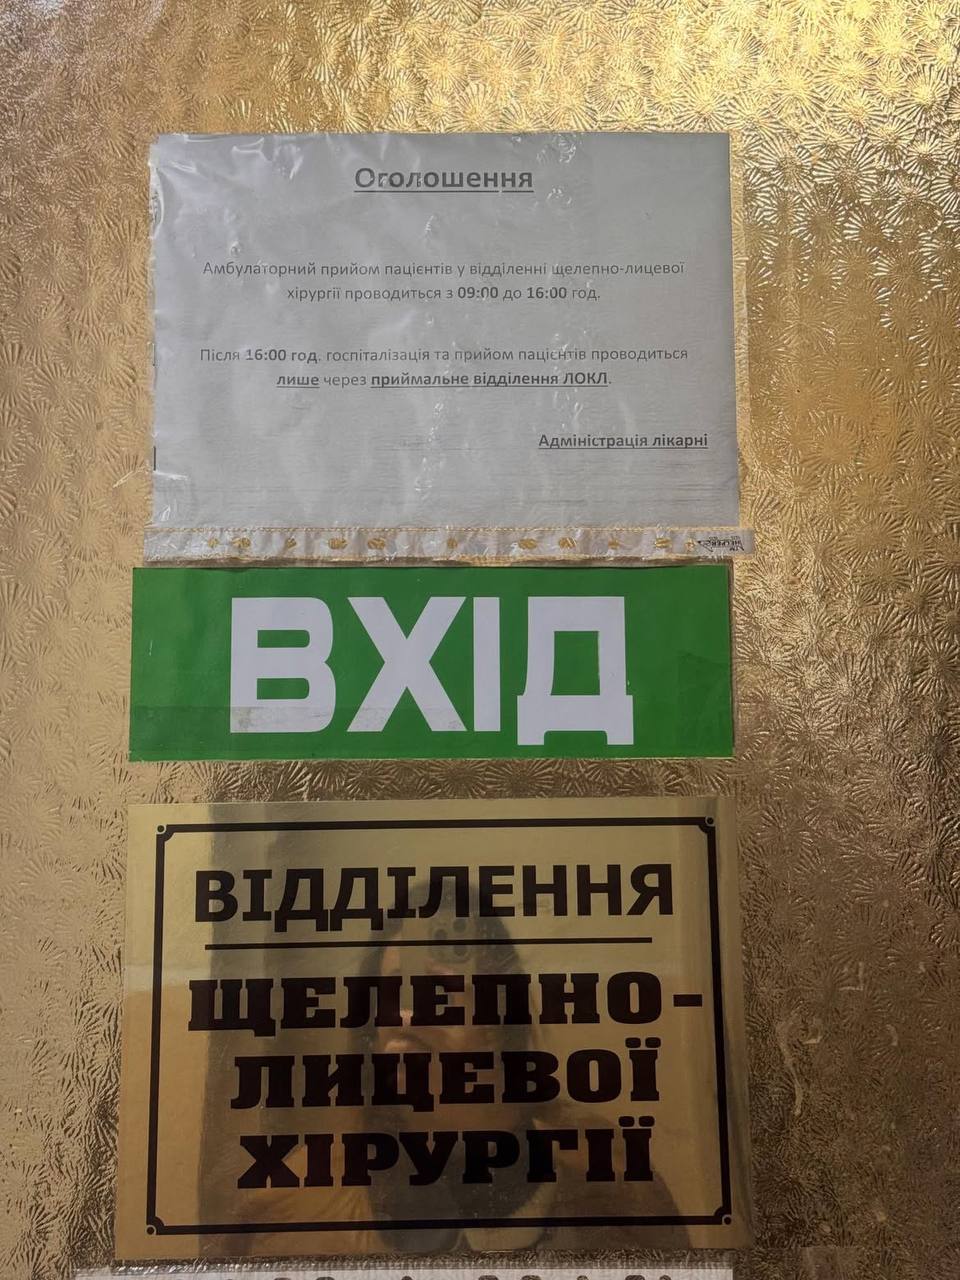 Оголошення
Амбулаторний прийом пацієнтів у відділенні щелепно-лицевої
хірургії проводиться з 09:00 до 16:00 год.
Після 16:00 год. госпіталізація та прийом пацієнтів проводиться
лише через приймальне відділення ЛОКЛ.
Адміністрація лікарні
ВХІД
ВІДДІЛЕННЯ
ЩЕЛЕПНО-
ЛИЦЕВОЇ
ХІРУРГІЇ